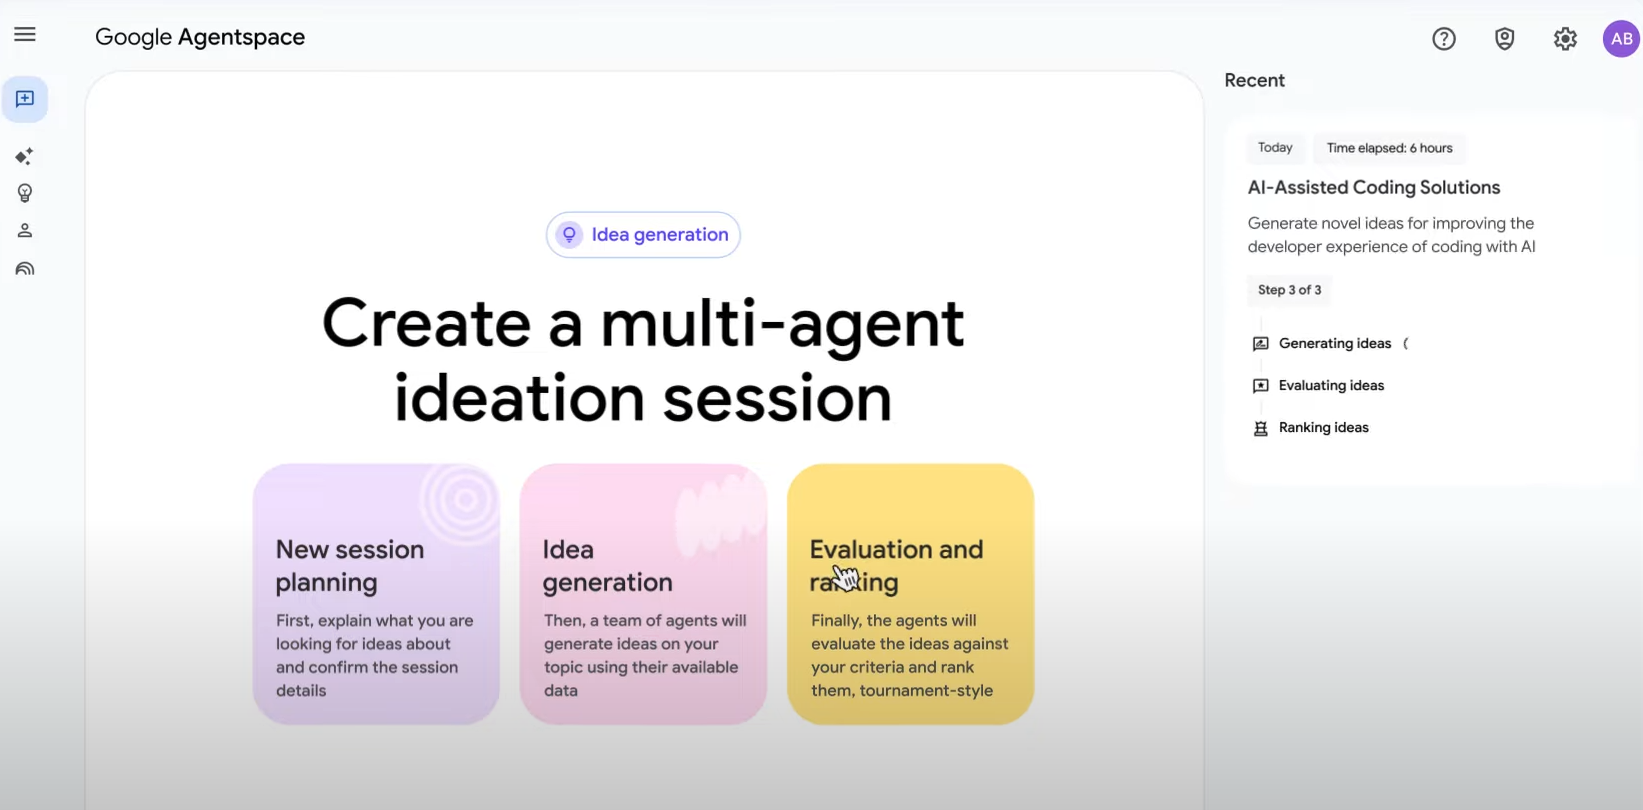 Google Agentspace
AB
Recent
Today
Time elapsed: 6 hours
AI-Assisted Coding Solutions
Generate novel ideas for improving the
developer experience of coding with AI
Step 3 of 3
Generating ideas
Evaluating ideas
Ranking ideas
Idea generation
Create a multi-agent
ideation session
New session
planning
First, explain what you are
looking for ideas about
and confirm the session
details
Idea
generation
Then, a team of agents will
generate ideas on your
topic using their available
data
Evaluation and
ranking
Finally, the agents will
evaluate the ideas against
your criteria and rank
them, tournament-style